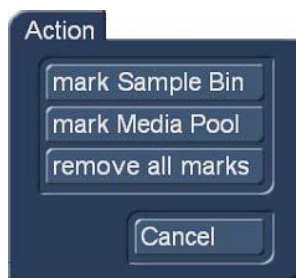 Action
mark Sample Bin
mark Media Pool
remove all marks
Cancel